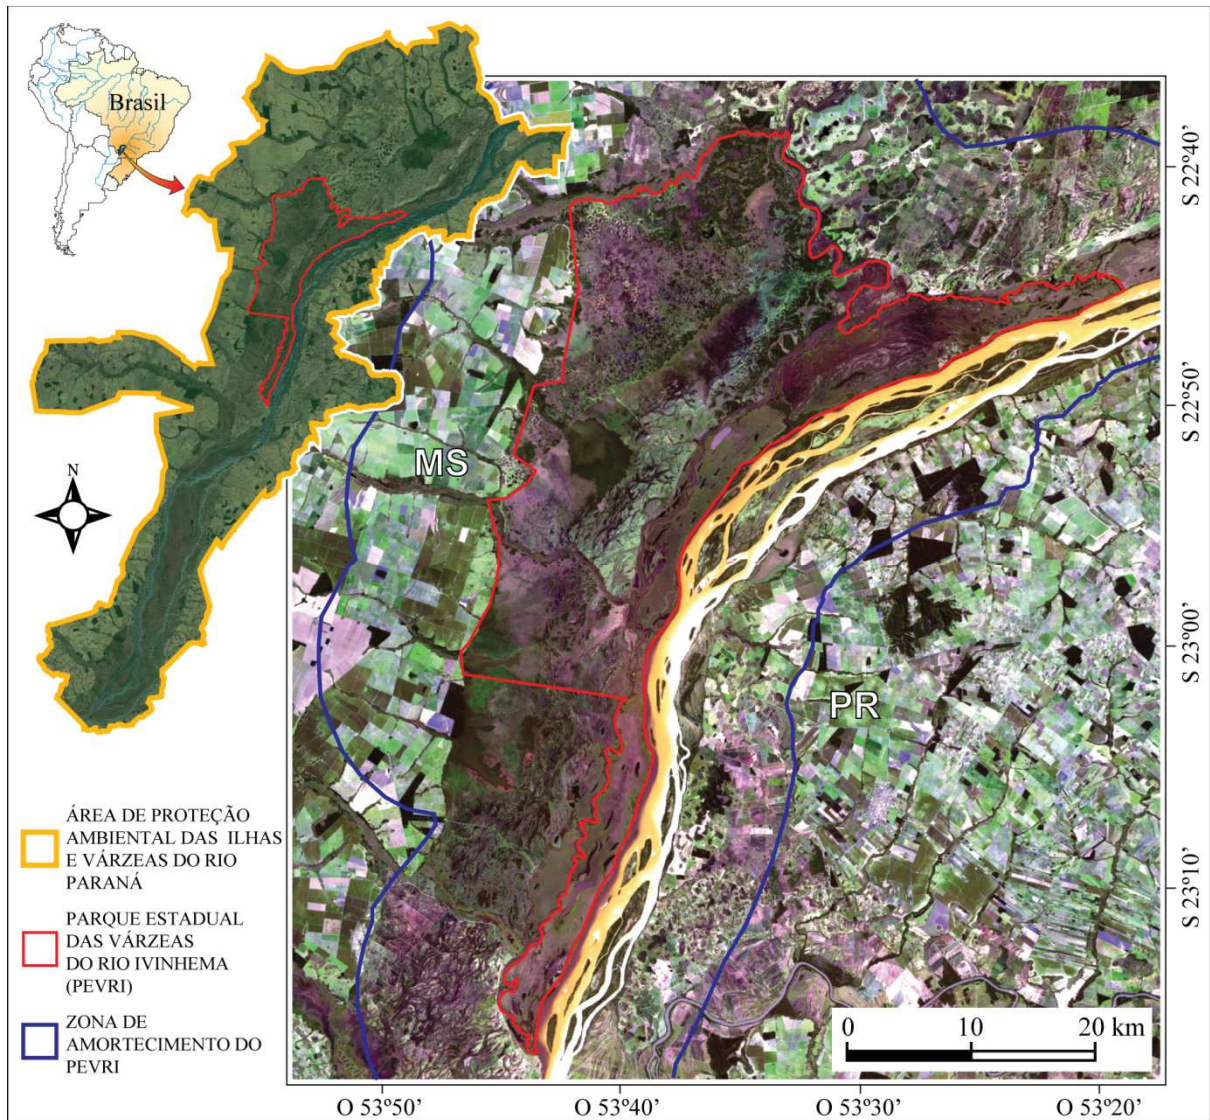 Brasil
N
MS
PR
S 22º40'
S 22º50'
S 23º00'
S 23º10'
ÁREA DE PROTEÇÃO
AMBIENTAL DAS ILHAS
E VÁRZEAS DO RIO
PARANÁ
PARQUE ESTADUAL
DAS VÁRZEAS
DO RIO IVINHEMA
(PEVRI)
ZONA DE
AMORTECIMENTO DO
PEVRI
0 10 20 km
O 53º50'
O 53º40'
O 53º30'
O 53º20'